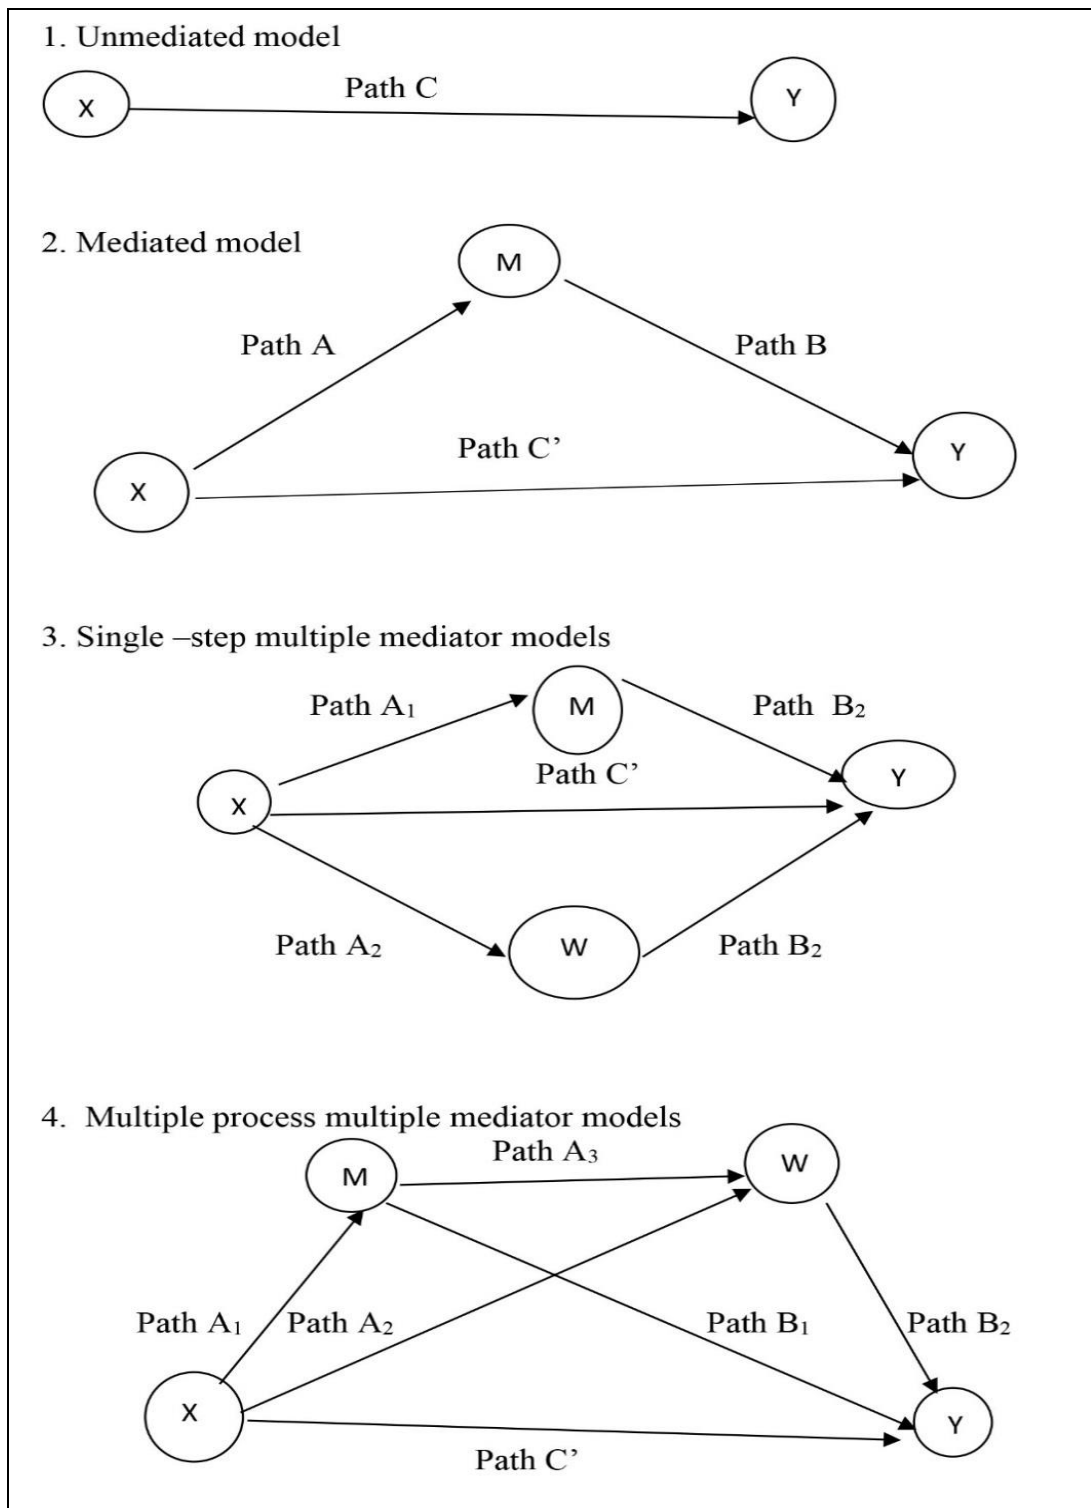 1. Unmediated model
Path C
X
Y
2. Mediated model
M
Path A
Path B
Path C’
Y
X
3. Single –step multiple mediator models
Path A₁
M
Path  B₂
Path C’
X
Y
Path A₂
W
Path B₂
4.  Multiple process multiple mediator models
Path A₃
M
W
Path A₁
Path A₂
Path B₁
Path B₂
X
Y
Path C’